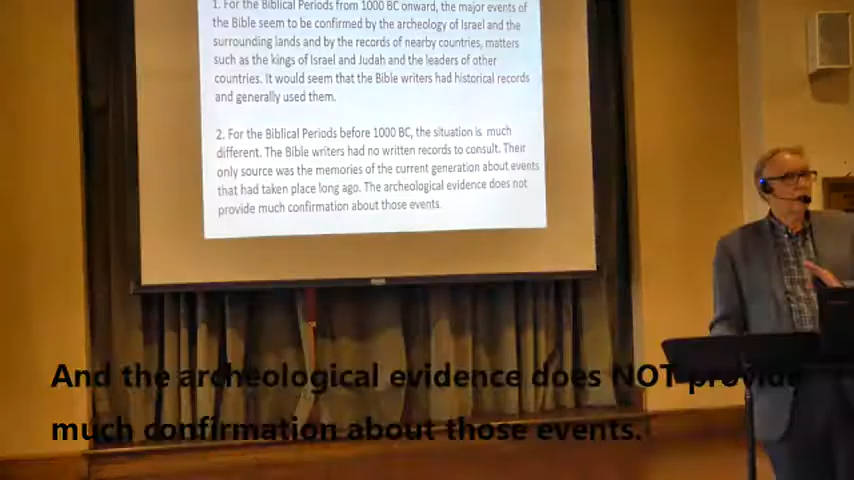 1. For the Biblical Periods from 1000 BC onward, the major events of
the Bible seem to be confirmed by the archeology of Israel and the
surrounding lands and by the records of nearby countries, matters
such as the kings of Israel and Judah and the leaders of other
countries. It would seem that the Bible writers had historical records
and generally used them.
2. For the Biblical Periods before 1000 BC, the situation is much
different. The Bible writers had no written records to consult. Their
only source was the memories of the current generation about events
that had taken place long ago. The archeological evidence does not
provide much confirmation about those events.
And the archeological evidence does NOT provide
much confirmation about those events.